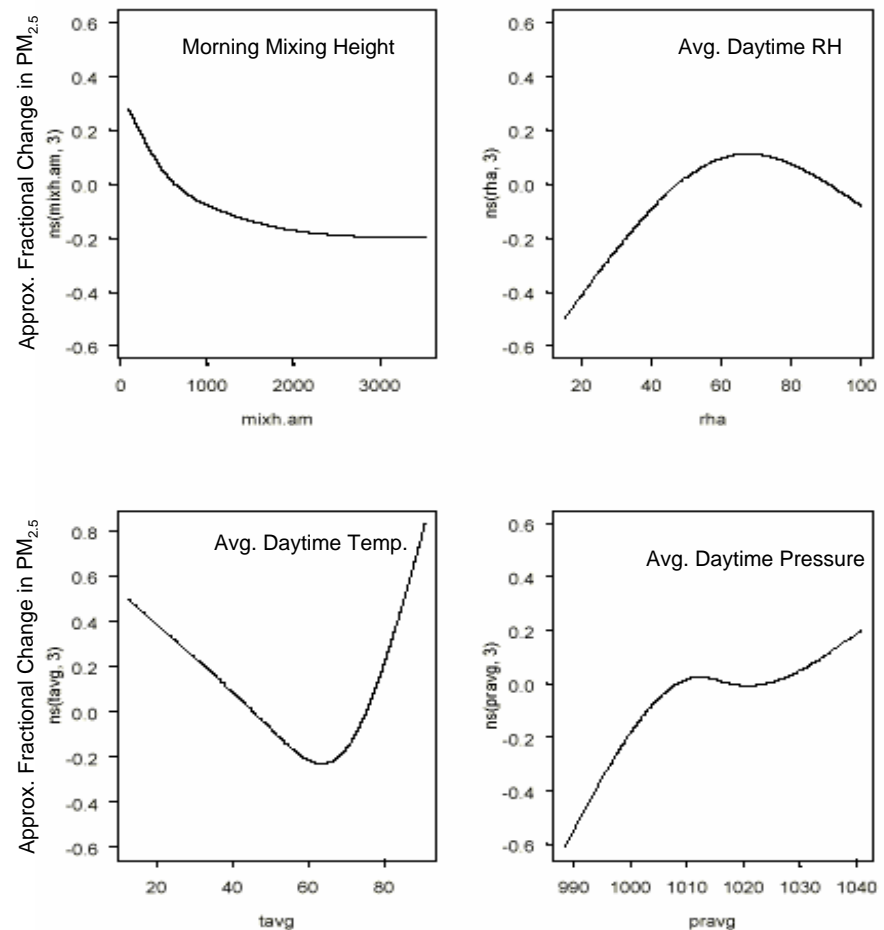 Approx. Fractional Change in PM2.5
ns(mixh.am, 3)
0.6
0.4
0.2
0.0
-0.2
-0.4
-0.6
Morning Mixing Height
0 1000 2000 3000
mixh.am
ns(rha, 3)
0.6
0.4
0.2
0.0
-0.2
-0.4
-0.6
Avg. Daytime RH
20 40 60 80 100
rha
Approx. Fractional Change in PM2.5
ns(tavg, 3)
0.8
0.6
0.4
0.2
0.0
-0.2
-0.4
-0.6
Avg. Daytime Temp.
20 40 60 80
tavg
ns(pravg, 3)
0.6
0.4
0.2
0.0
-0.2
-0.4
-0.6
Avg. Daytime Pressure
990 1000 1010 1020 1030 1040
pravg